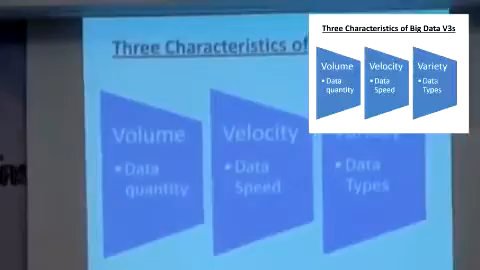 Three Characteristics of
Volume
• Data
quantity
Velocity
• Data
Speed
• Data
Types
Three Characteristics of Big Data V3s
Volume
• Data
quantity
Velocity
• Data
Speed
Variety
• Data
Types